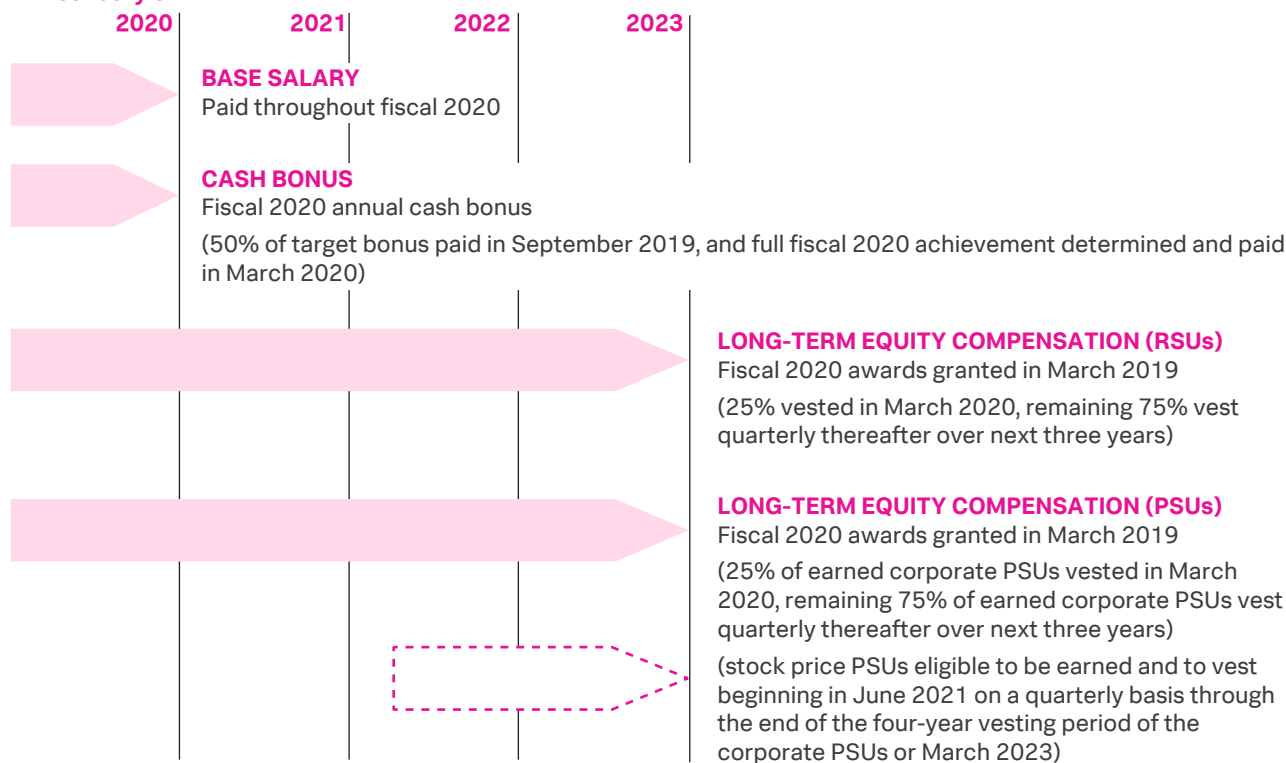 2020 2021 2022 2023
BASE SALARY
Paid throughout fiscal 2020
CASH BONUS
Fiscal 2020 annual cash bonus
(50% of target bonus paid in September 2019, and full fiscal 2020 achievement determined and paid
in March 2020)
LONG-TERM EQUITY COMPENSATION (RSUs)
Fiscal 2020 awards granted in March 2019
(25% vested in March 2020, remaining 75% vest
quarterly thereafter over next three years)
LONG-TERM EQUITY COMPENSATION (PSUs)
Fiscal 2020 awards granted in March 2019
(25% of earned corporate PSUs vested in March
2020, remaining 75% of earned corporate PSUs vest
quarterly thereafter over next three years)
(stock price PSUs eligible to be earned and to vest
beginning in June 2021 on a quarterly basis through
the end of the four-year vesting period of the
corporate PSUs or March 2023)